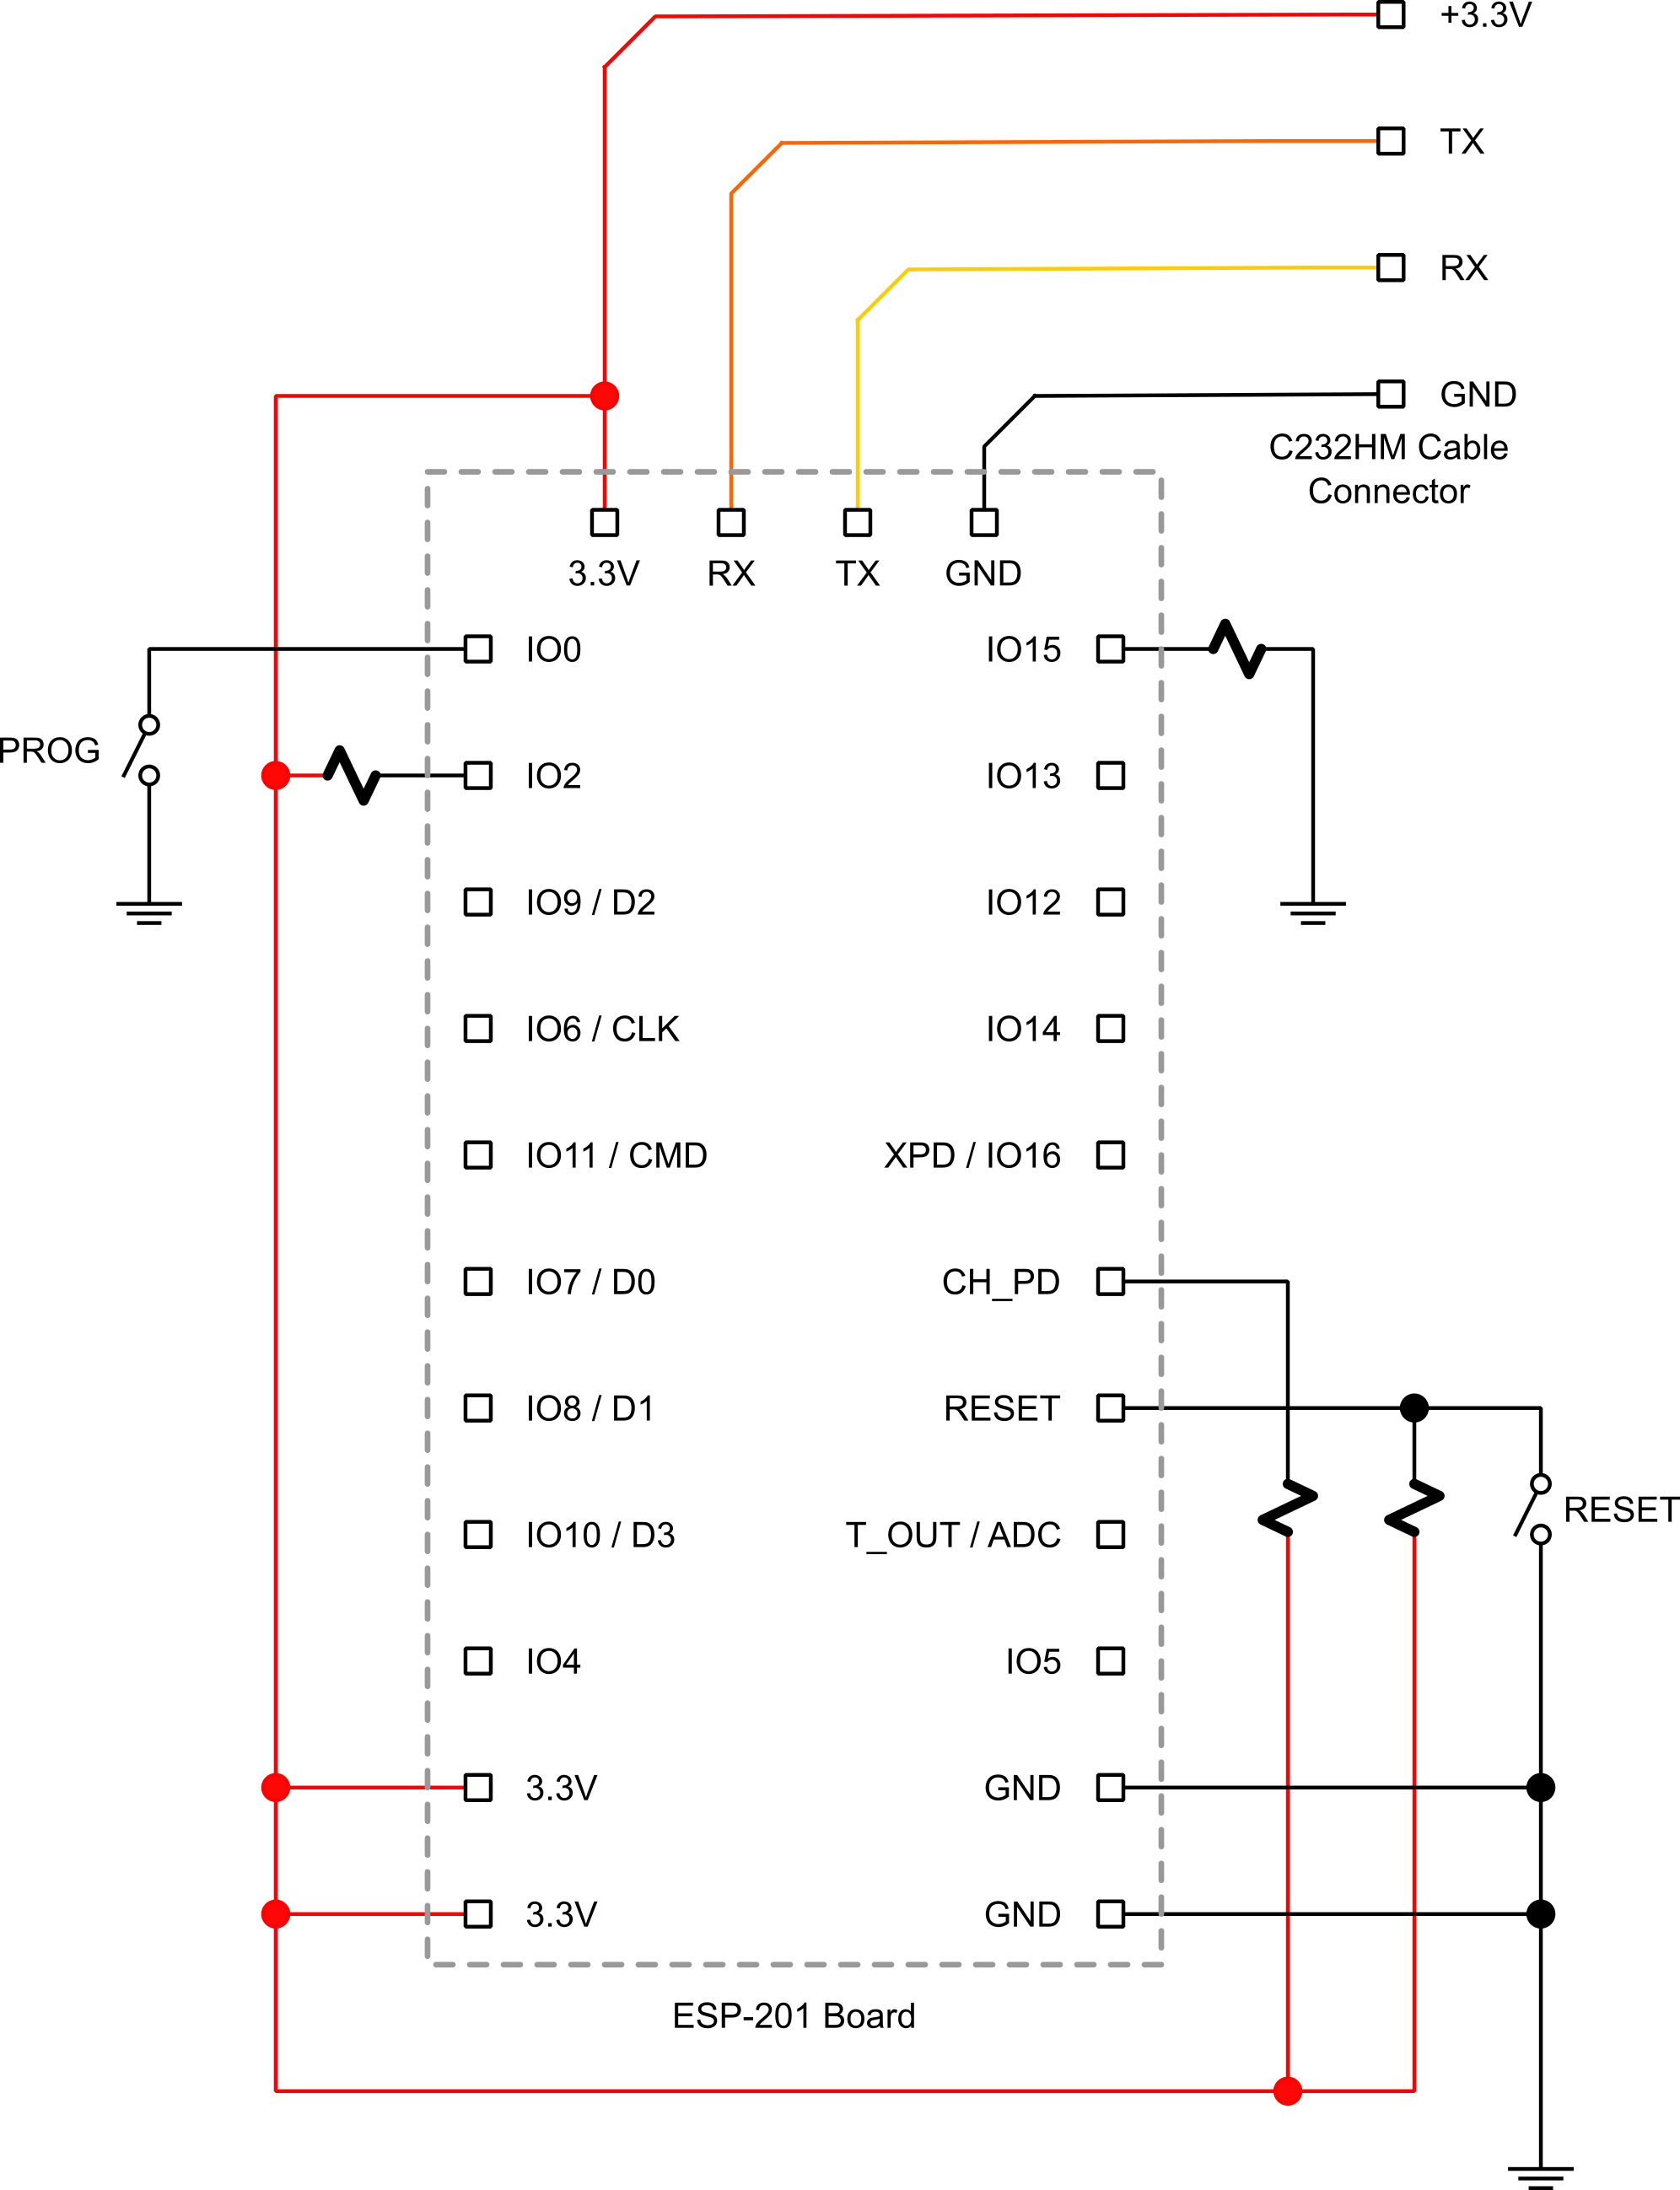 +3.3V
TX
RX
GND
C232HM Cable
Connector
3.3V
RX
TX
GND
IO0
IO15
PROG
IO2
IO13
IO9 / D2
IO12
IO6 / CLK
IO14
IO11 / CMD
XPD / IO16
IO7 / D0
CH_PD
IO8 / D1
RESET
RESET
IO10 / D3
T_OUT / ADC
IO4
IO5
3.3V
GND
3.3V
GND
ESP-201 Board